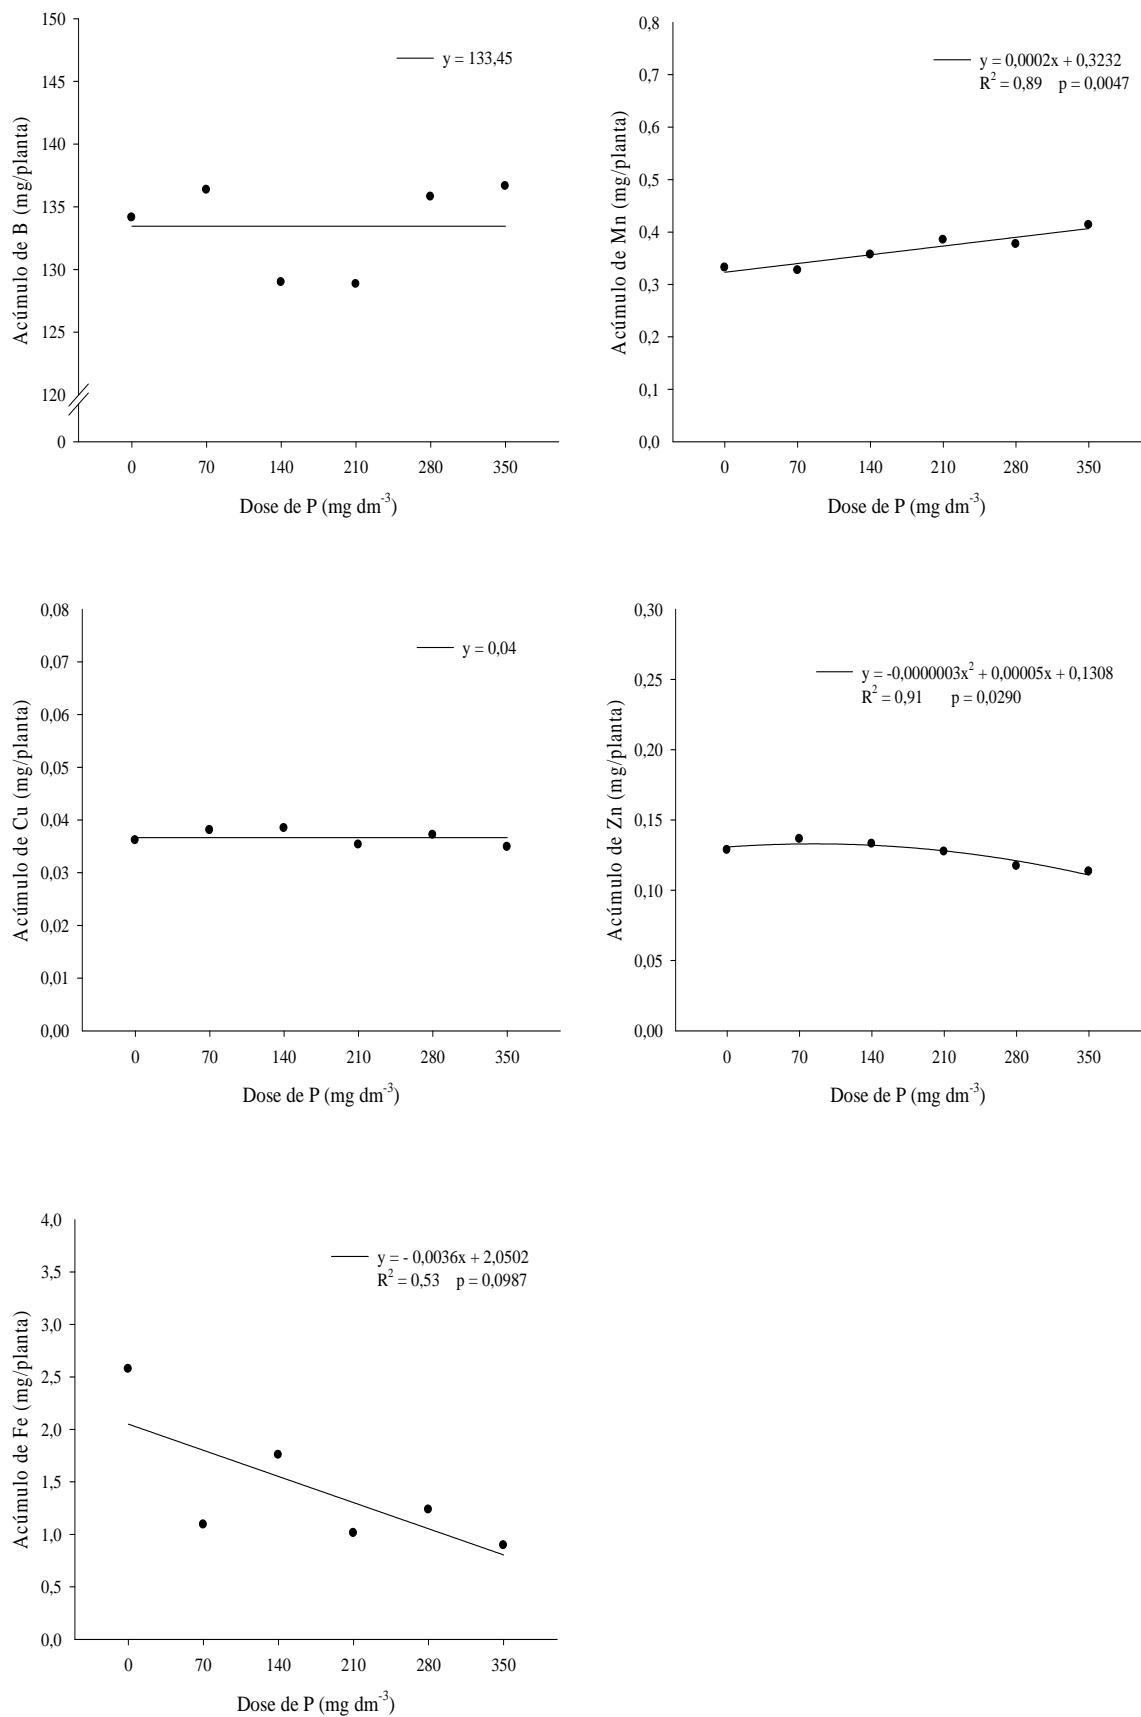 Acúmulo de B (mg/planta)
150
145
140
135
130
125
120
0
y = 133,45
0 70 140 210 280 350
Dose de P (mg dm⁻³)
Acúmulo de Mn (mg/planta)
0,8
0,7
0,6
0,5
0,4
0,3
0,2
0,1
0,0
y = 0,0002x + 0,3232
R² = 0,89 p = 0,0047
0 70 140 210 280 350
Dose de P (mg dm⁻³)
Acúmulo de Cu (mg/planta)
0,08
0,07
0,06
0,05
0,04
0,03
0,02
0,01
0,00
y = 0,04
0 70 140 210 280 350
Dose de P (mg dm⁻³)
Acúmulo de Zn (mg/planta)
0,30
0,25
0,20
0,15
0,10
0,05
0,00
y = -0,0000003x² + 0,00005x + 0,1308
R² = 0,91 p = 0,0290
0 70 140 210 280 350
Dose de P (mg dm⁻³)
Acúmulo de Fe (mg/planta)
4,0
3,5
3,0
2,5
2,0
1,5
1,0
0,5
0,0
y = - 0,0036x + 2,0502
R² = 0,53 p = 0,0987
0 70 140 210 280 350
Dose de P (mg dm⁻³)